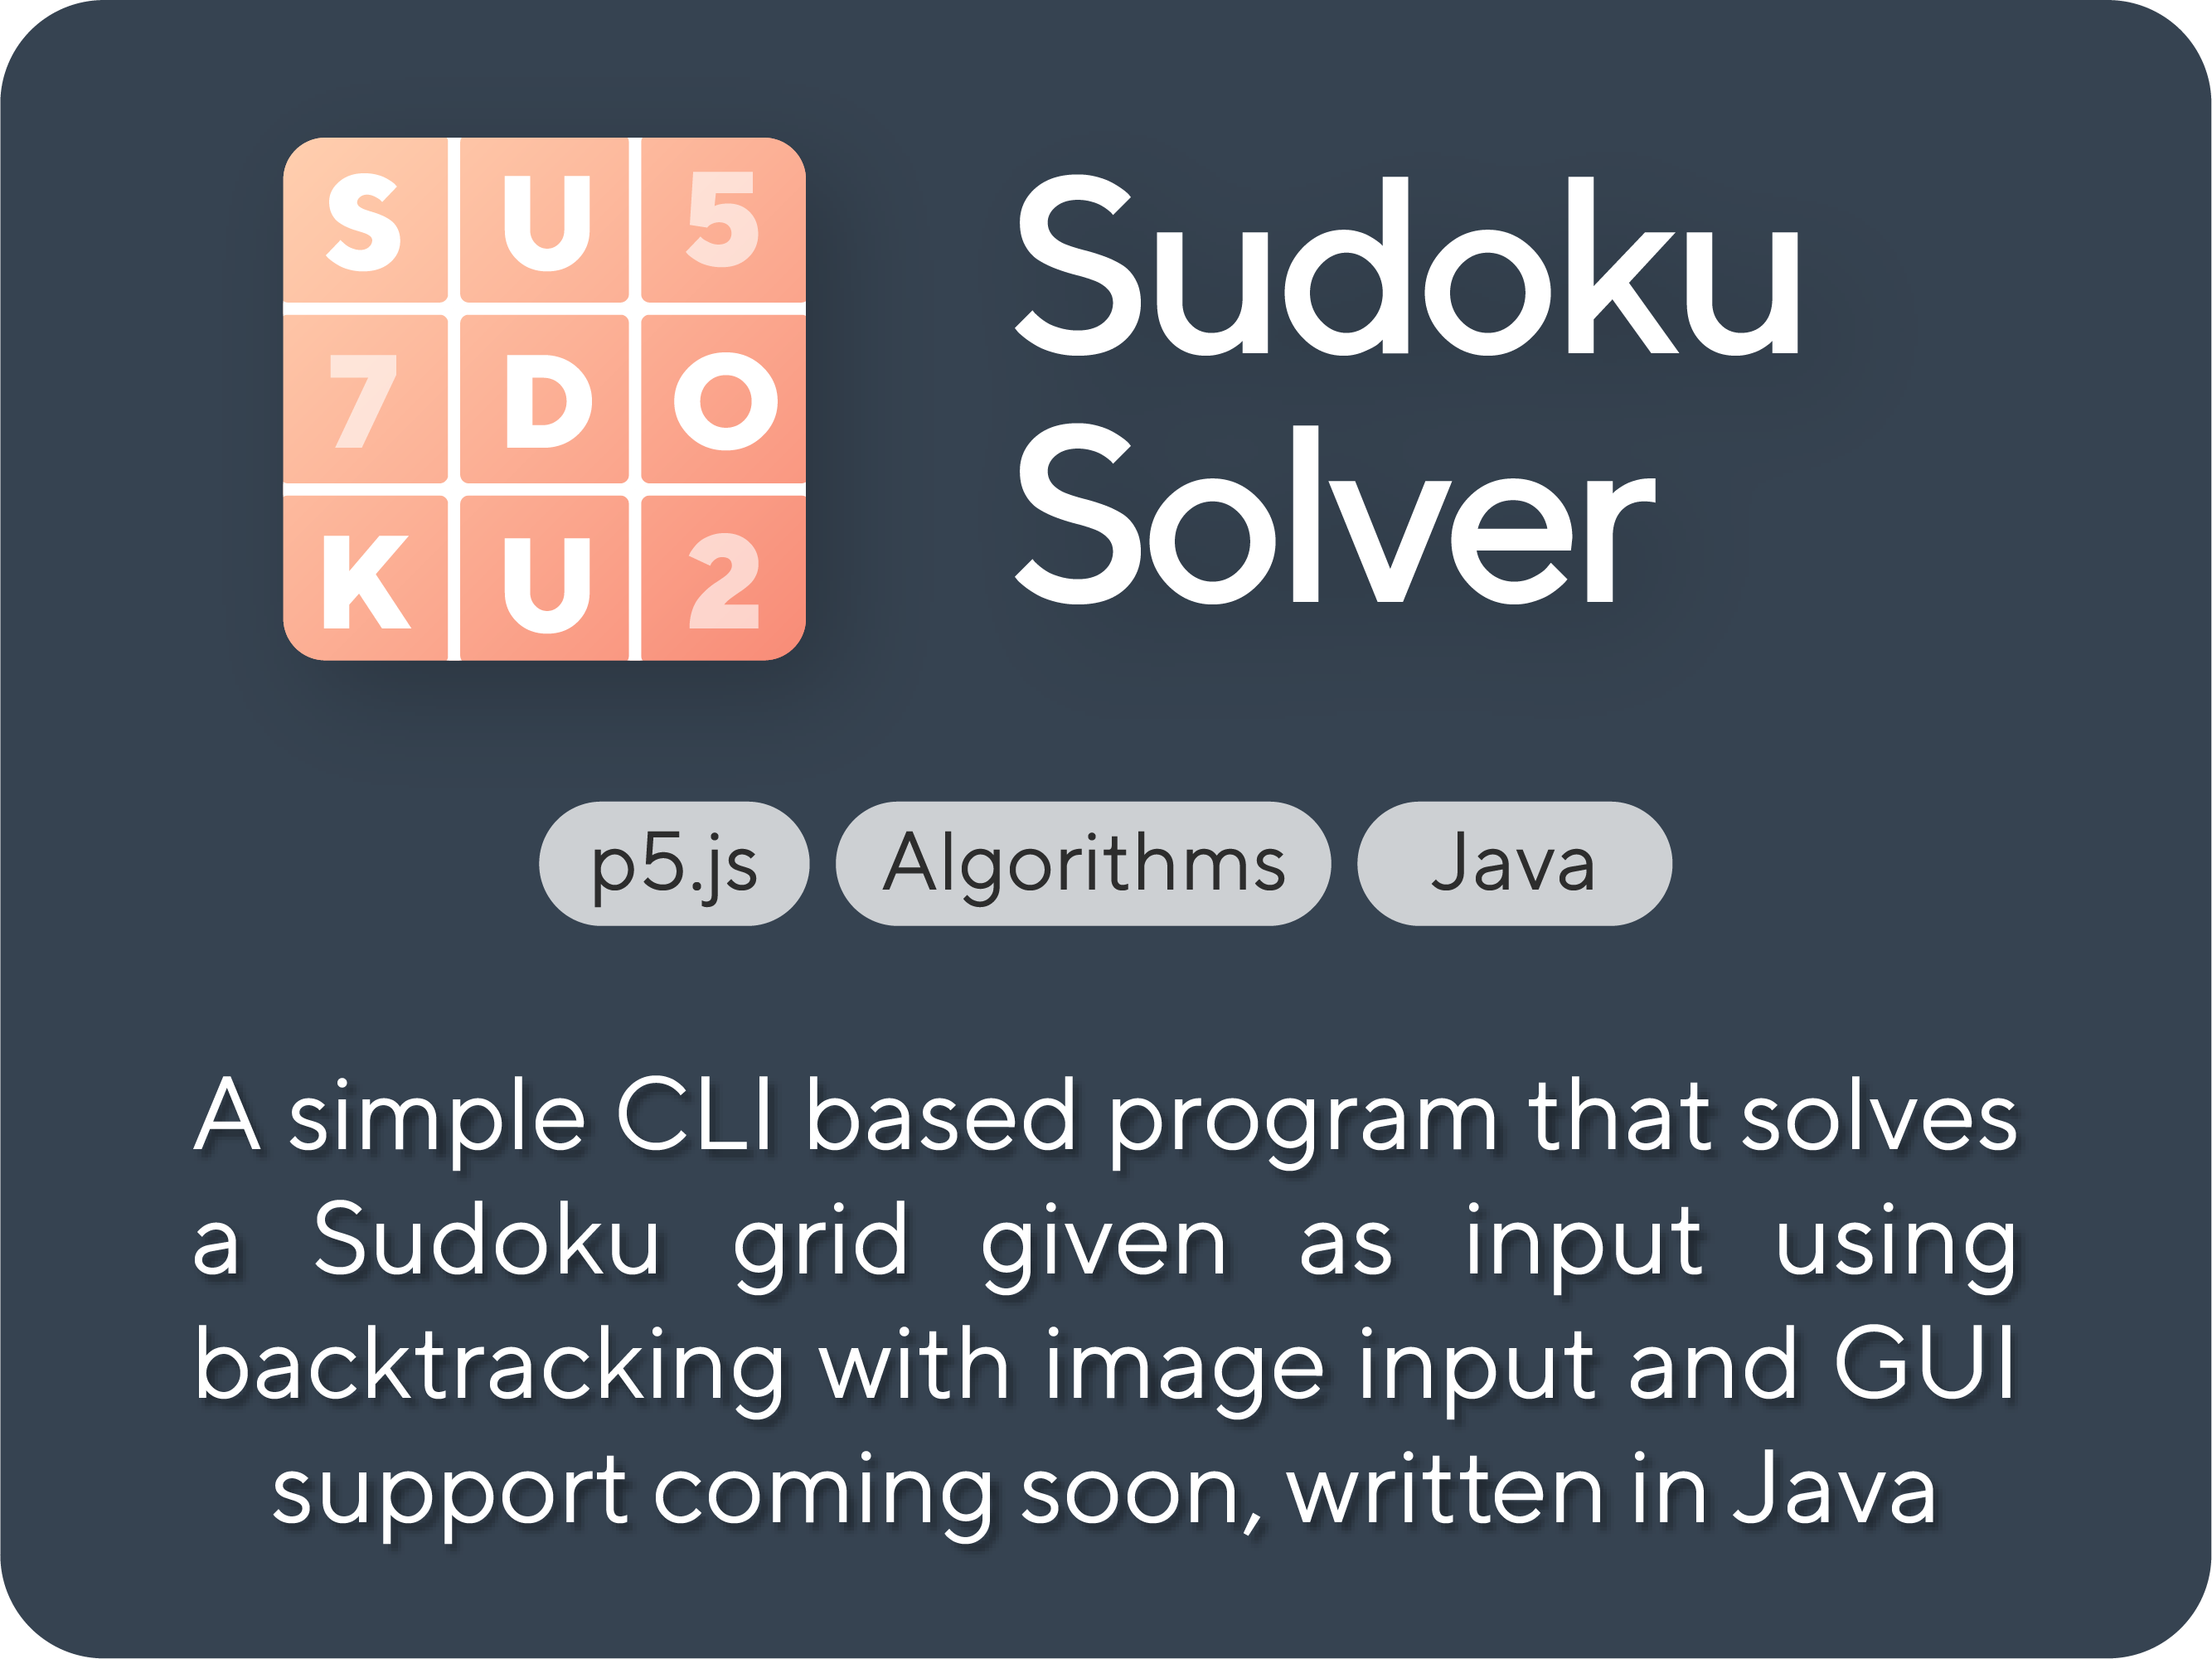 S U 5
7 D O
K U 2
Sudoku
Solver
p5.js Algorithms Java
A simple CLI based program that solves
a Sudoku grid given as input using
backtracking with image input and GUI
support coming soon, written in Java